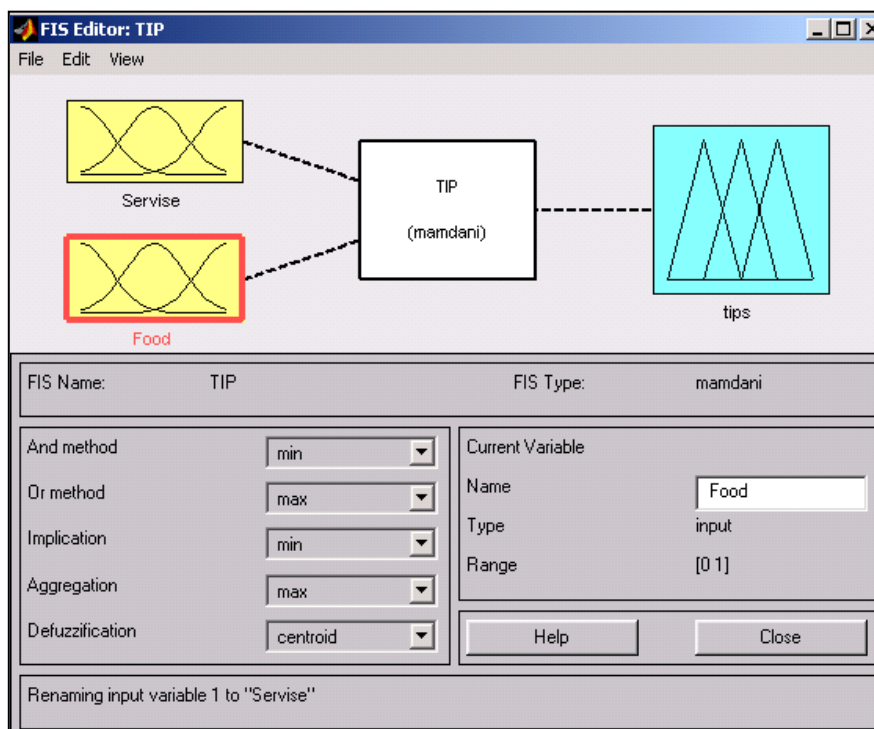 FIS Editor: TIP
File Edit View
Servise
Food
TIP
(mamdani)
tips
FIS Name: TIP FIS Type: mamdani
And method min
Or method max
Implication min
Aggregation max
Defuzzification centroid
Current Variable
Name Food
Type input
Range [0 1]
Help Close
Renaming input variable 1 to "Servise"